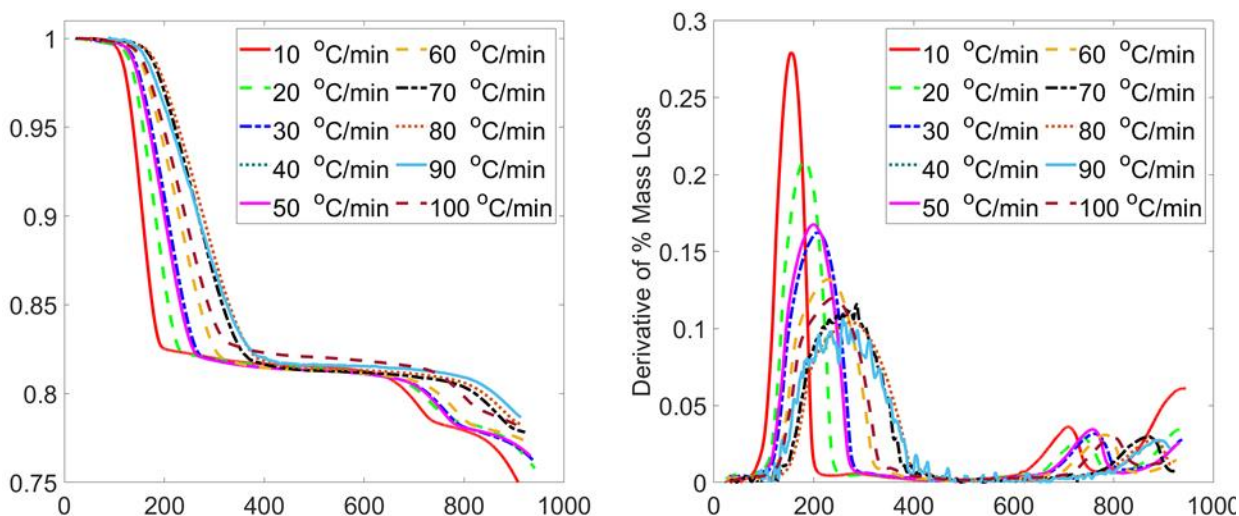 1
0.95
0.9
0.85
0.8
0.75
0 200 400 600 800 1000
10 °C/min 60 °C/min
20 °C/min 70 °C/min
30 °C/min 80 °C/min
40 °C/min 90 °C/min
50 °C/min 100 °C/min
Derivative of % Mass Loss
0.3
0.25
0.2
0.15
0.1
0.05
0
0 200 400 600 800 1000
10 °C/min 60 °C/min
20 °C/min 70 °C/min
30 °C/min 80 °C/min
40 °C/min 90 °C/min
50 °C/min 100 °C/min